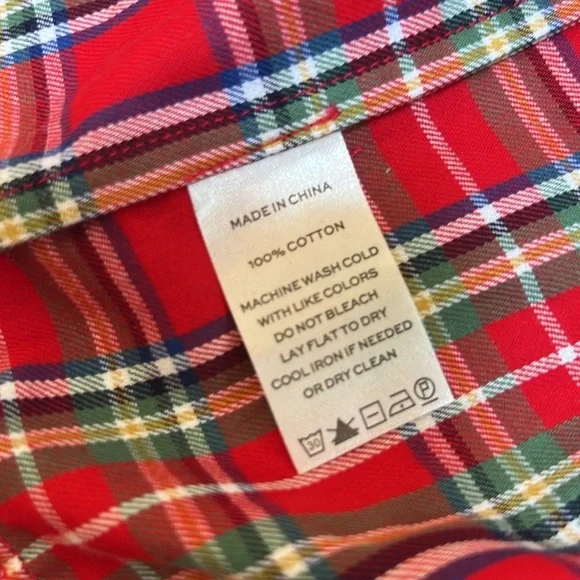 MADE IN CHINA
100% COTTON
MACHINE WASH COLD
WITH LIKE COLORS
DO NOT BLEACH
LAY FLAT TO DRY
COOL IRON IF NEEDED
OR DRY CLEAN
30 P